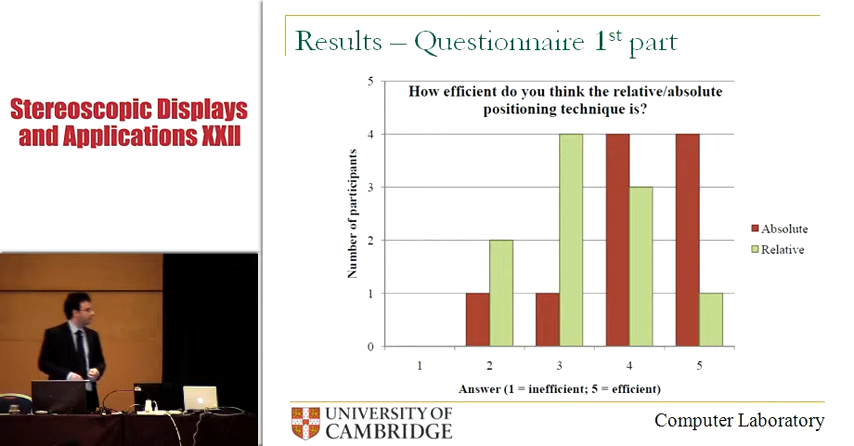 Stereoscopic Displays
and Applications XXII
Results – Questionnaire 1st part
How efficient do you think the relative/absolute
positioning technique is?
Number of participants
5
4
3
2
1
0
1 2 3 4 5
Answer (1 = inefficient; 5 = efficient)
Absolute
Relative
UNIVERSITY OF
CAMBRIDGE
Computer Laboratory